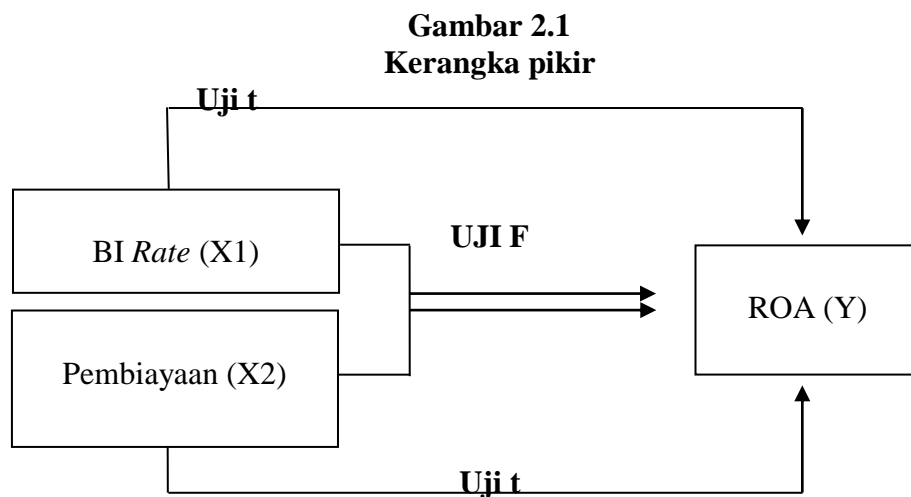 Gambar 2.1
Kerangka pikir
Uji t
BI Rate (X1)
UJI F
ROA (Y)
Pembiayaan (X2)
Uji t